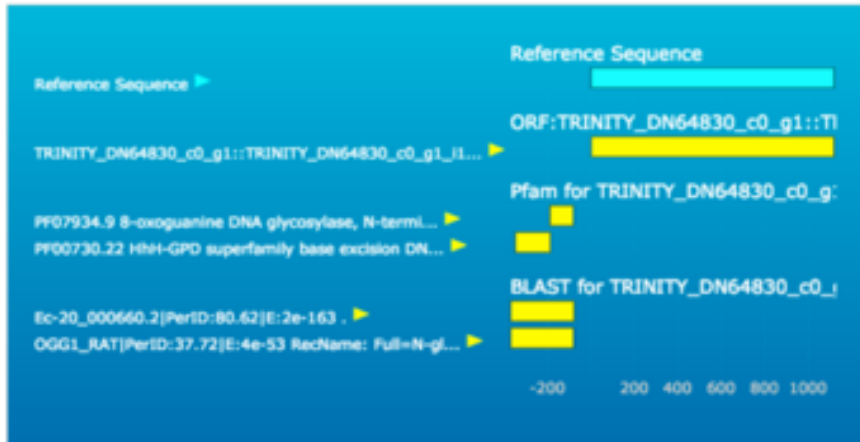 Reference Sequence
Reference Sequence
ORF:TRINITY_DN64830_c0_g1::TI
TRINITY_DN64830_c0_g1::TRINITY_DN64830_c0_g1_i1...
Pfam for TRINITY_DN64830_c0_g1:
PF07934.9 8-oxoguanine DNA glycosylase, N-termi...
PF00730.22 HhH-GPD superfamily base excision DN...
BLAST for TRINITY_DN64830_c0_
Ec-20_000660.2|PerID:80.62|E:2e-163 .
OGG1_RAT|PerID:37.72|E:4e-53 RecName: Full=N-gl...
-200 200 400 600 800 1000